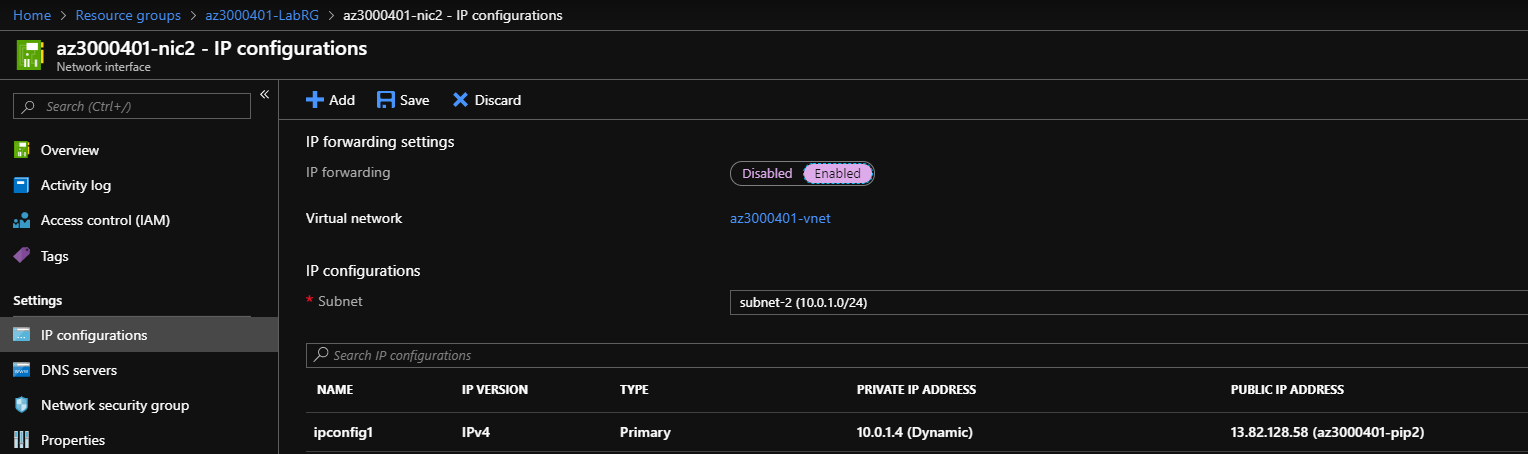 Home > Resource groups > az3000401-LabRG > az3000401-nic2 - IP configurations
az3000401-nic2 - IP configurations
Network interface
Search (Ctrl+/)
«
Overview
Activity log
Access control (IAM)
Tags
Settings
IP configurations
DNS servers
Network security group
Properties
Add Save Discard
IP forwarding settings
IP forwarding Disabled Enabled
Virtual network az3000401-vnet
IP configurations
* Subnet subnet-2 (10.0.1.0/24)
Search IP configurations
NAME IP VERSION TYPE PRIVATE IP ADDRESS PUBLIC IP ADDRESS
ipconfig1 IPv4 Primary 10.0.1.4 (Dynamic) 13.82.128.58 (az3000401-pip2)